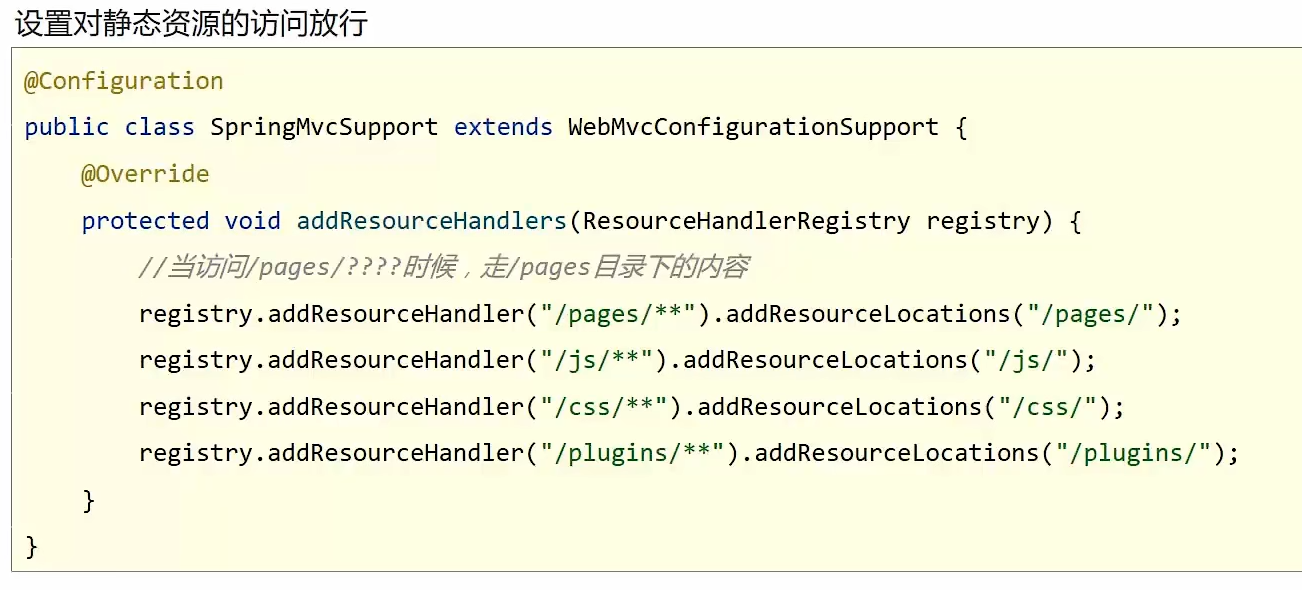 设置对静态资源的访问放行
@Configuration
public class SpringMvcSupport extends WebMvcConfigurationSupport {
    @Override
    protected void addResourceHandlers(ResourceHandlerRegistry registry) {
        //当访问/pages/????时候，走/pages目录下的内容
        registry.addResourceHandler("/pages/**").addResourceLocations("/pages/");
        registry.addResourceHandler("/js/**").addResourceLocations("/js/");
        registry.addResourceHandler("/css/**").addResourceLocations("/css/");
        registry.addResourceHandler("/plugins/**").addResourceLocations("/plugins/");
    }
}